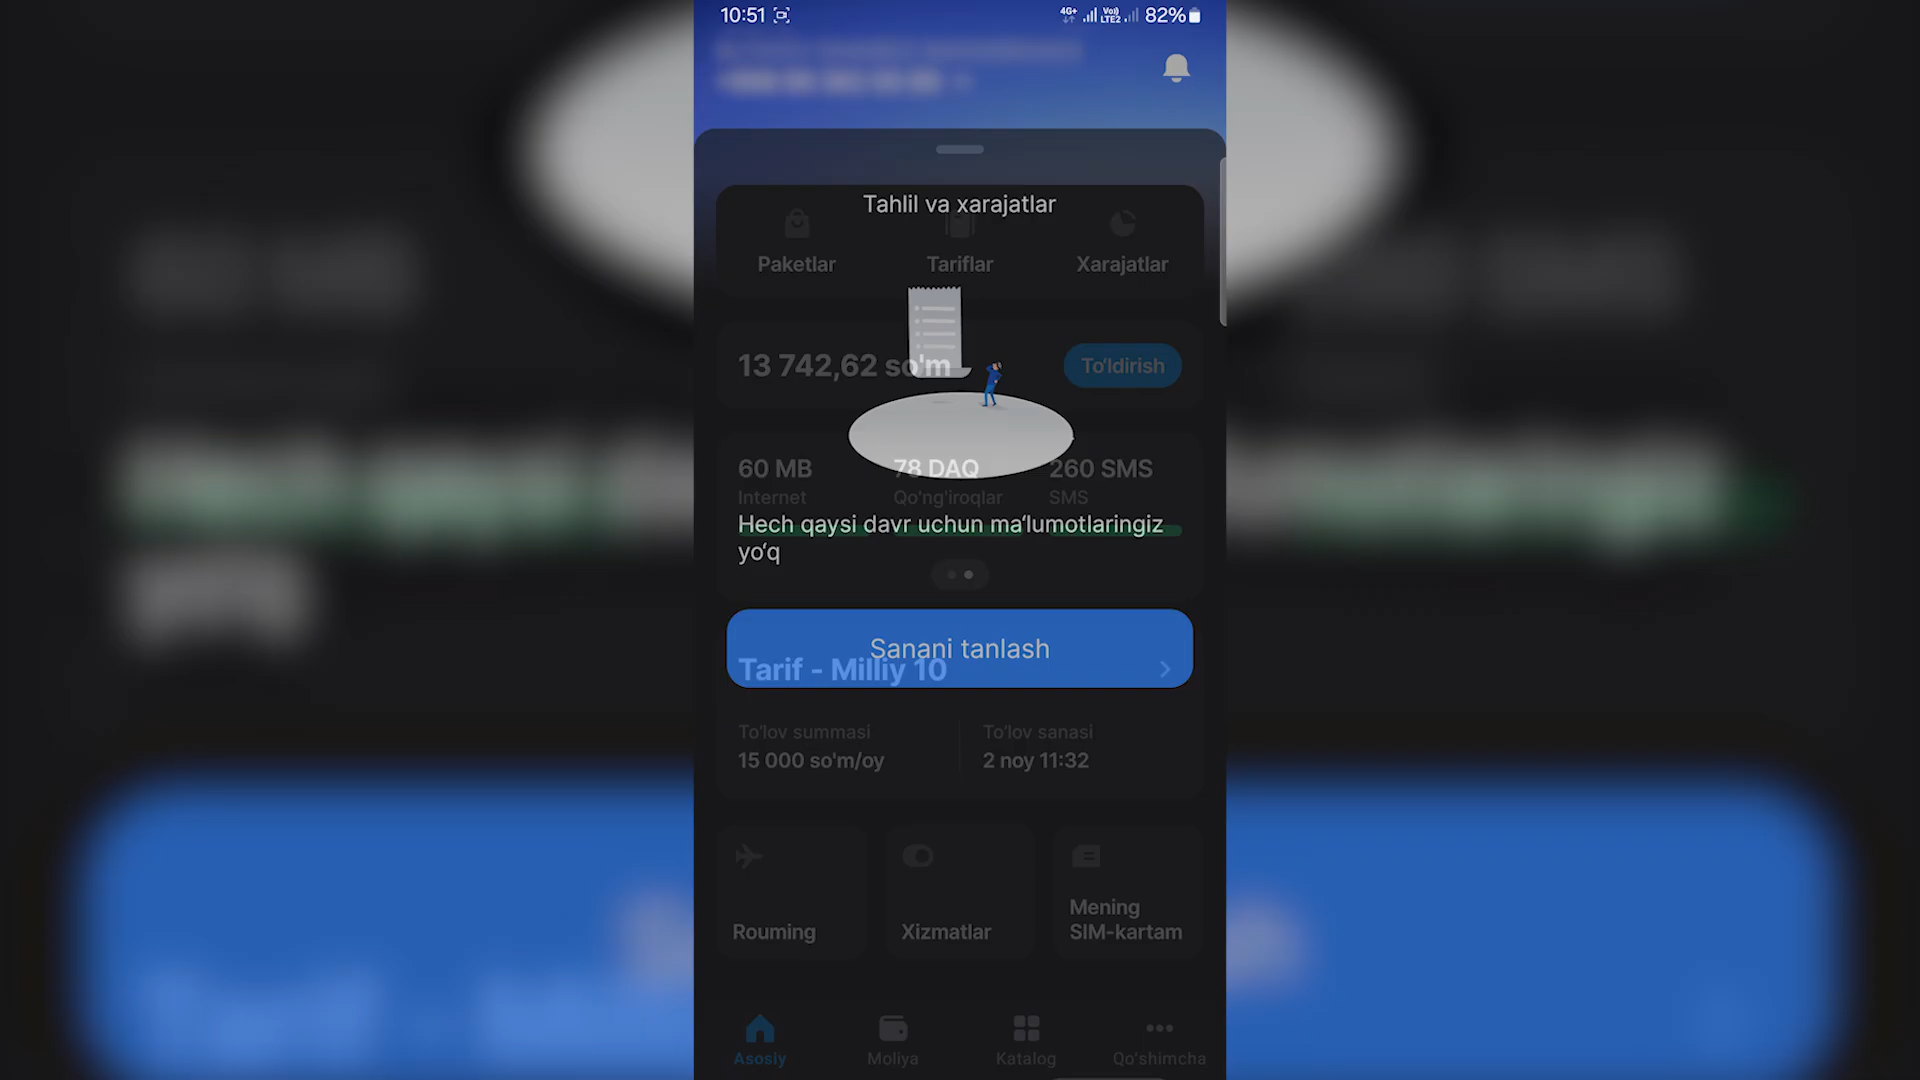 10:51
4G+ Vo)) LTE2 82%
Tahlil va xarajatlar
Paketlar Tariflar Xarajatlar
13 742,62 so'm To'ldirish
60 MB 78 DAQ 260 SMS
Internet Qo'ng'iroqlar SMS
Hech qaysi davr uchun ma‘lumotlaringiz
yo‘q
Sanani tanlash
Tarif - Milliy 10
To'lov summasi To'lov sanasi
15 000 so'm/oy 2 noy 11:32
Mening
Rouming Xizmatlar SIM-kartam
Asosiy Moliya Katalog Qo'shimcha